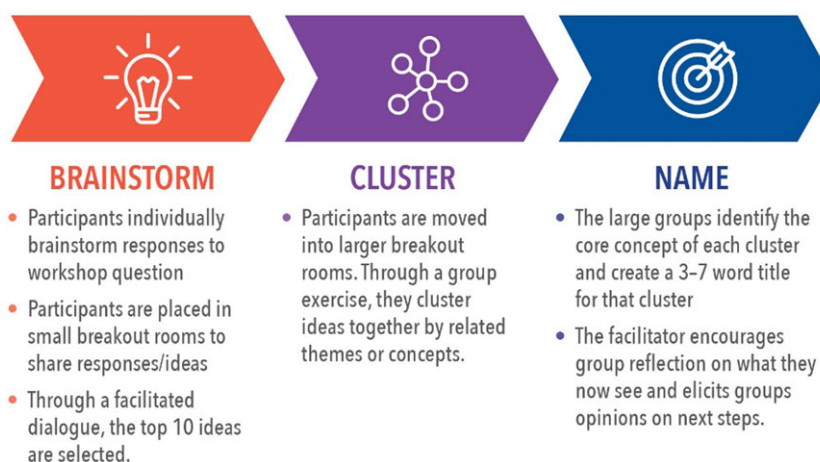 BRAINSTORM
• Participants individually
brainstorm responses to
workshop question
• Participants are placed in
small breakout rooms to
share responses/ideas
• Through a facilitated
dialogue, the top 10 ideas
are selected.
CLUSTER
• Participants are moved
into larger breakout
rooms. Through a group
exercise, they cluster
ideas together by related
themes or concepts.
NAME
• The large groups identify the
core concept of each cluster
and create a 3–7 word title
for that cluster
• The facilitator encourages
group reflection on what they
now see and elicits groups
opinions on next steps.